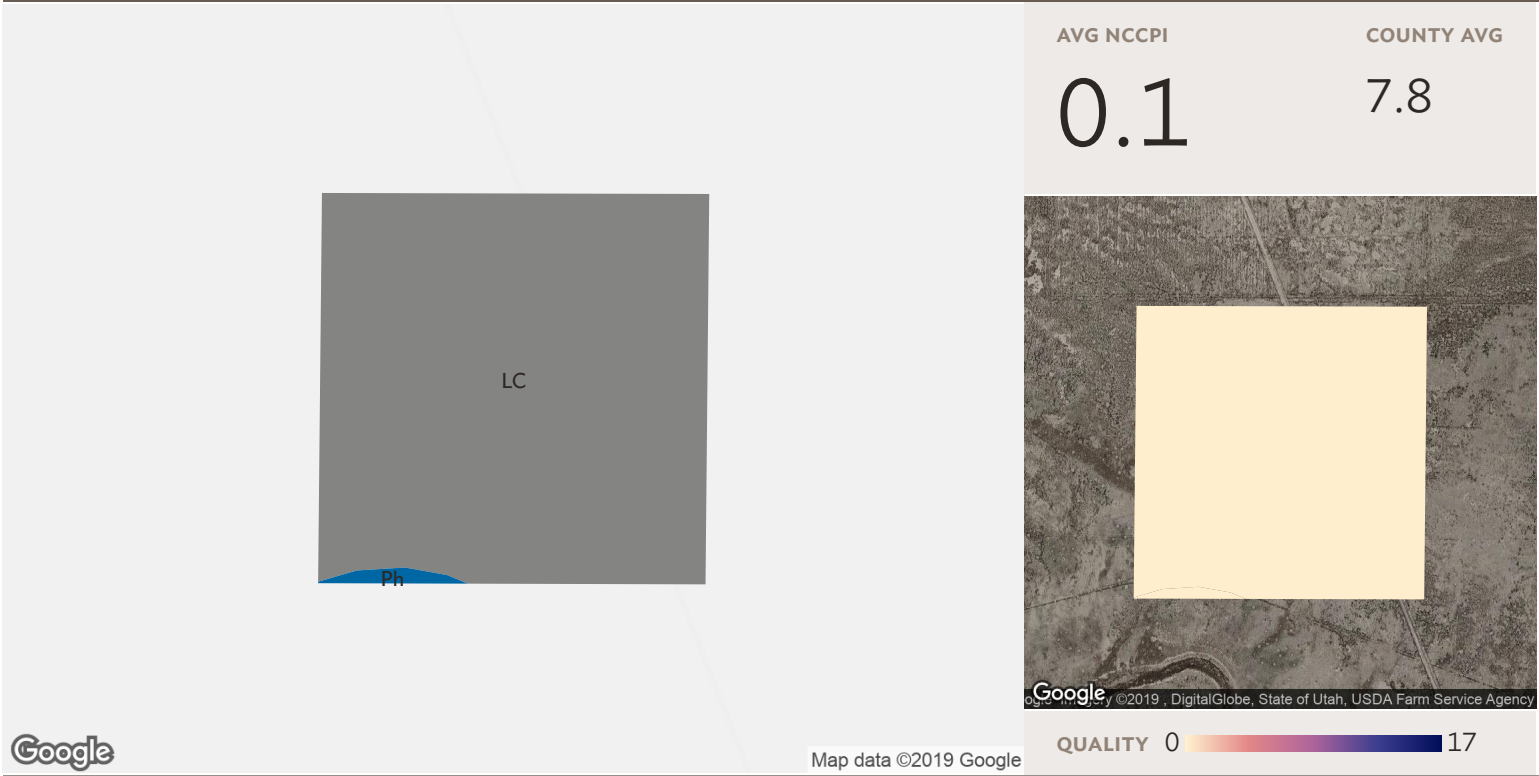 AVG NCCPI
COUNTY AVG
0.1
7.8
LC
Ph
Google
Map data ©2019 Google
Google
©2019 , DigitalGlobe, State of Utah, USDA Farm Service Agency
QUALITY 0 17